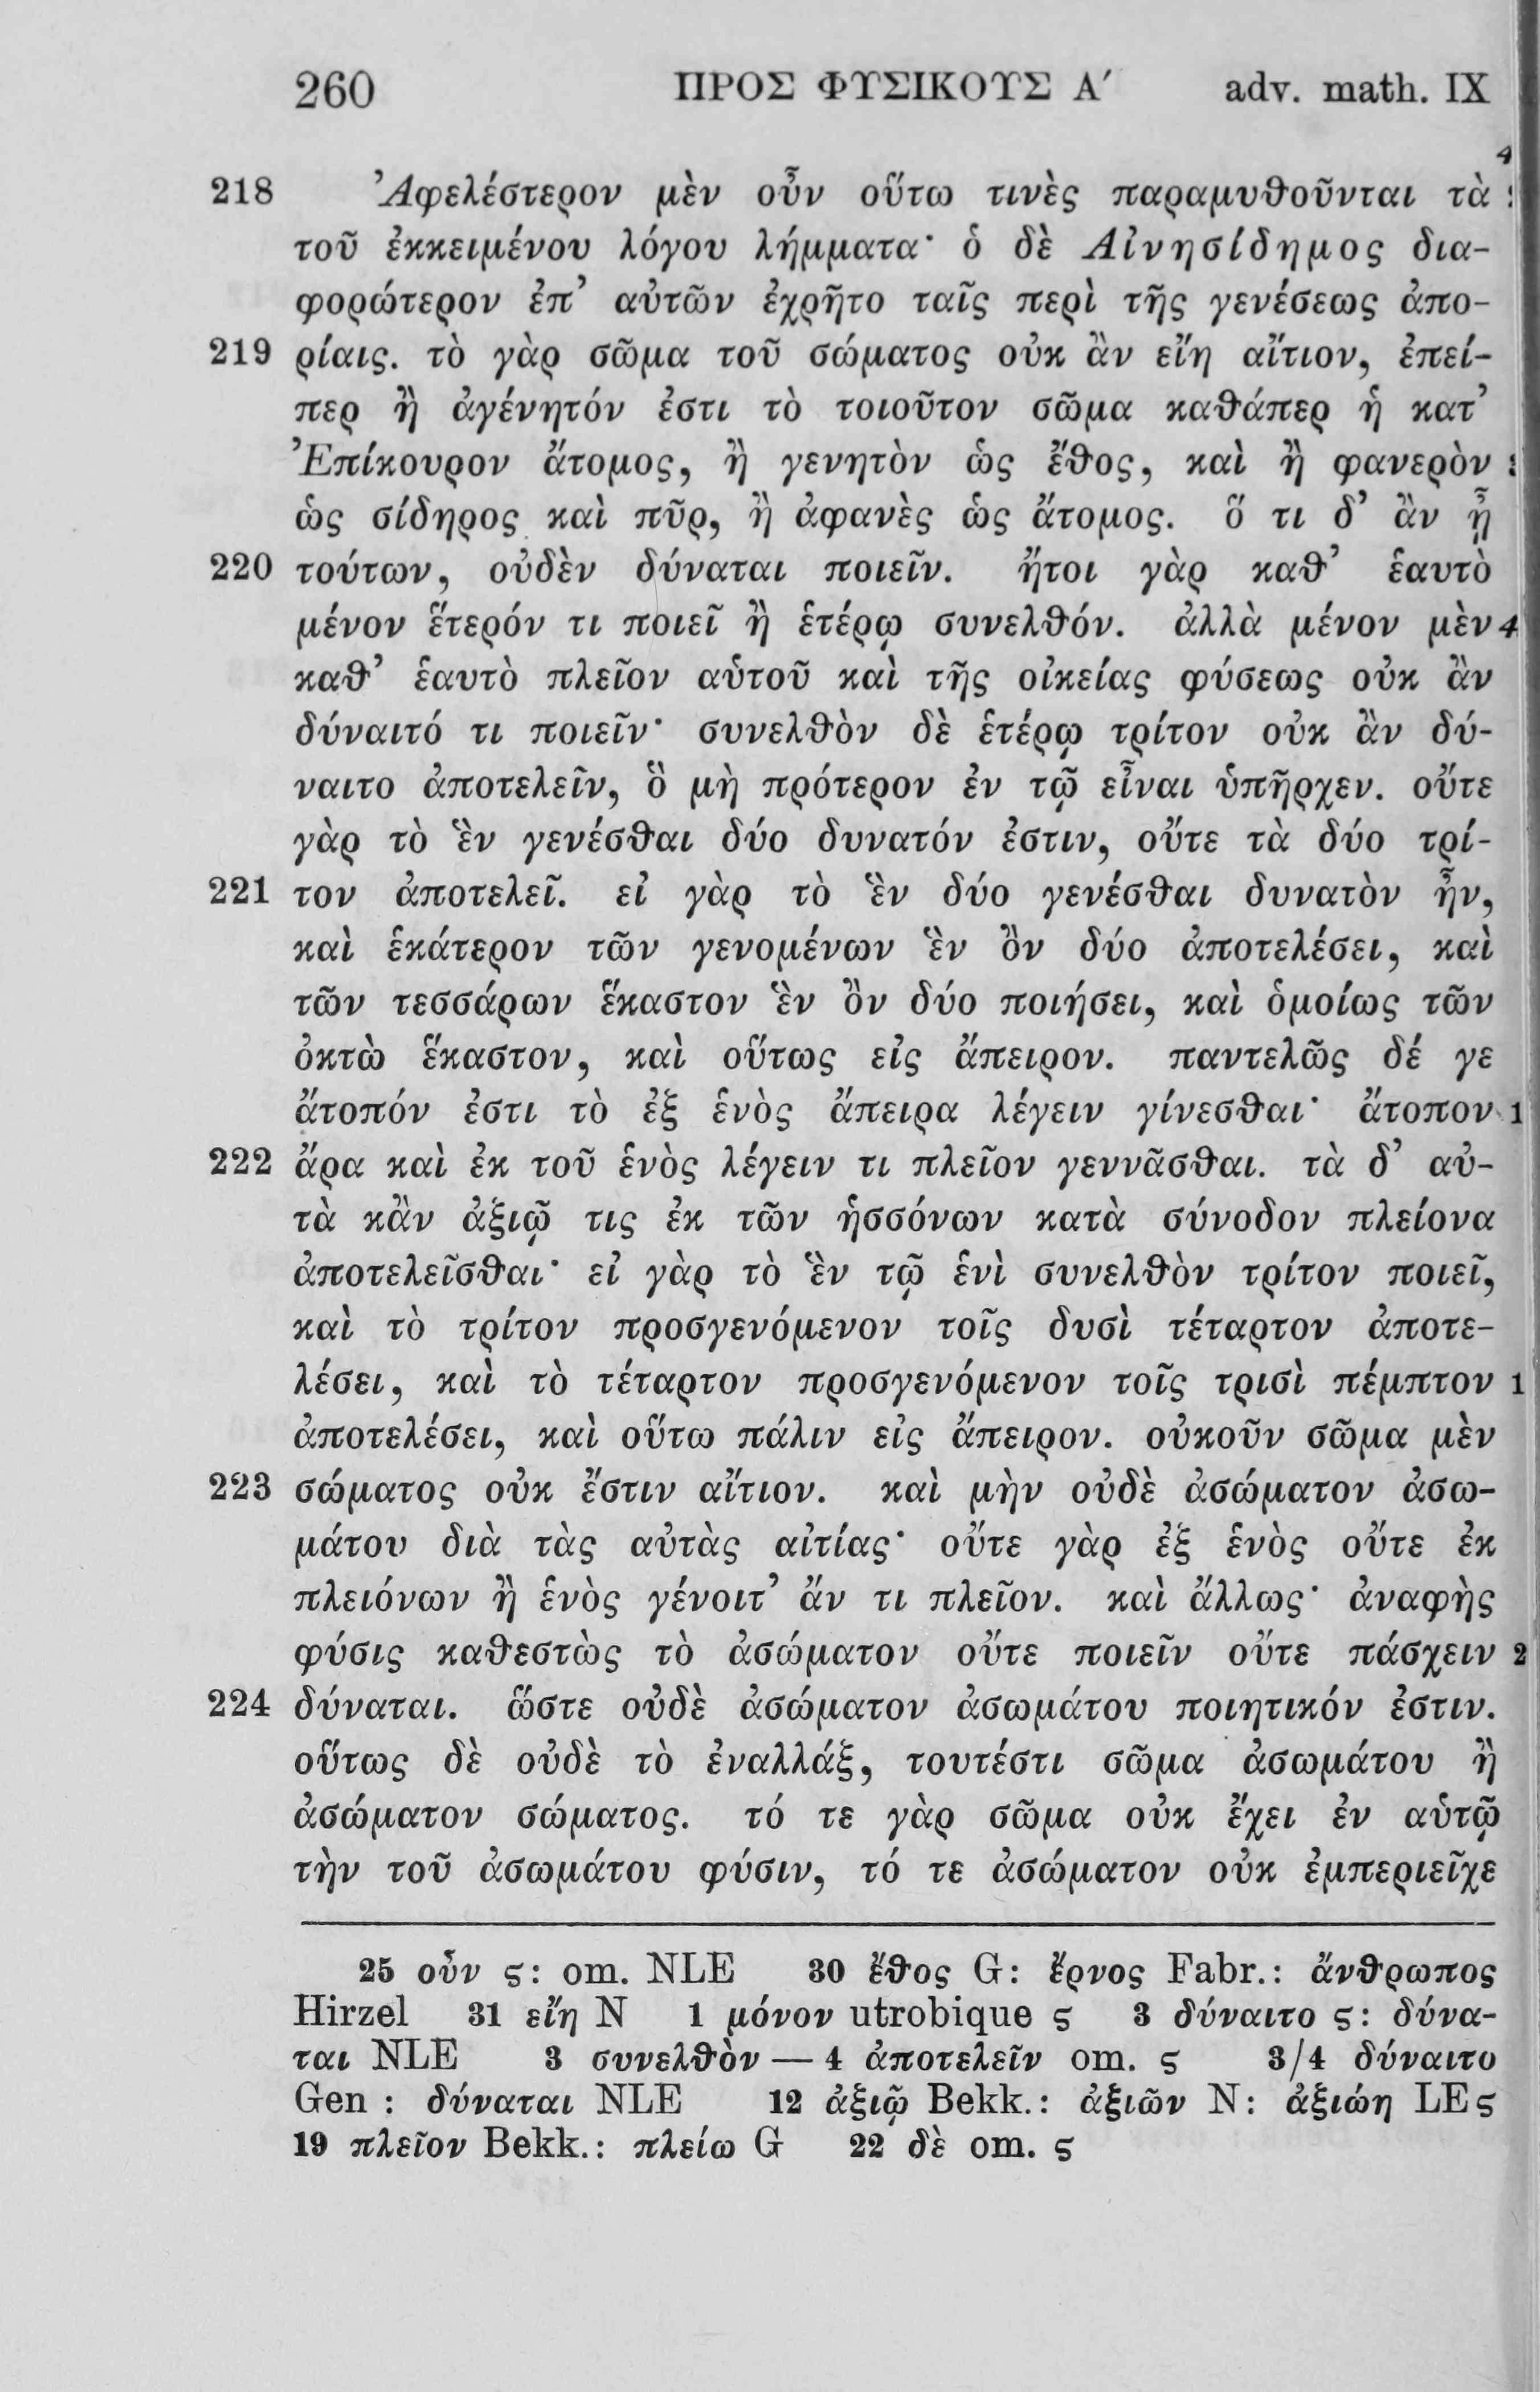 260 ΠΡΟΣ ΦΥΣΙΚΟΥΣ Α′ adv. math. IX
4
218 Ἀφελέστερον μὲν οὖν οὕτω τινὲς παραμυθοῦνται τὰ
τοῦ ἐκκειμένου λόγου λήμματα· ὁ δὲ Αἰνησίδημος δια-
φορώτερον ἐπ’ αὐτῶν ἐχρῆτο ταῖς περὶ τῆς γενέσεως ἀπο-
219 ρίαις. τὸ γὰρ σῶμα τοῦ σώματος οὐκ ἂν εἴη αἴτιον, ἐπεί-
περ ἢ ἀγένητόν ἐστι τὸ τοιοῦτον σῶμα καθάπερ ἡ κατ’
Ἐπίκουρον ἄτομος, ἢ γενητὸν ὡς ἔθος, καὶ ἢ φανερὸν
ὡς σίδηρος καὶ πῦρ, ἢ ἀφανὲς ὡς ἄτομος. ὅ τι δ’ ἂν ᾖ
220 τούτων, οὐδὲν δύναται ποιεῖν. ἤτοι γὰρ καθ’ ἑαυτὸ
μένον ἕτερόν τι ποιεῖ ἢ ἑτέρῳ συνελθόν. ἀλλὰ μένον μὲν 4
καθ’ ἑαυτὸ πλεῖον αὑτοῦ καὶ τῆς οἰκείας φύσεως οὐκ ἂν
δύναιτό τι ποιεῖν· συνελθὸν δὲ ἑτέρῳ τρίτον οὐκ ἂν δύ-
ναιτο ἀποτελεῖν, ὃ μὴ πρότερον ἐν τῷ εἶναι ὑπῆρχεν. οὔτε
γὰρ τὸ ἓν γενέσθαι δύο δυνατόν ἐστιν, οὔτε τὰ δύο τρί-
221 τον ἀποτελεῖ. εἰ γὰρ τὸ ἓν δύο γενέσθαι δυνατὸν ἦν,
καὶ ἑκάτερον τῶν γενομένων ἓν ὂν δύο ἀποτελέσει, καὶ
τῶν τεσσάρων ἕκαστον ἓν ὂν δύο ποιήσει, καὶ ὁμοίως τῶν
ὀκτὼ ἕκαστον, καὶ οὕτως εἰς ἄπειρον. παντελῶς δέ γε
ἄτοπόν ἐστι τὸ ἐξ ἑνὸς ἄπειρα λέγειν γίνεσθαι· ἄτοπον 1
222 ἄρα καὶ ἐκ τοῦ ἑνὸς λέγειν τι πλεῖον γεννᾶσθαι. τὰ δ’ αὐ-
τὰ κἂν ἀξιῷ τις ἐκ τῶν ἡσσόνων κατὰ σύνοδον πλείονα
ἀποτελεῖσθαι· εἰ γὰρ τὸ ἓν τῷ ἑνὶ συνελθὸν τρίτον ποιεῖ,
καὶ τὸ τρίτον προσγενόμενον τοῖς δυσὶ τέταρτον ἀποτε-
λέσει, καὶ τὸ τέταρτον προσγενόμενον τοῖς τρισὶ πέμπτον 1
ἀποτελέσει, καὶ οὕτω πάλιν εἰς ἄπειρον. οὐκοῦν σῶμα μὲν
223 σώματος οὐκ ἔστιν αἴτιον. καὶ μὴν οὐδὲ ἀσώματον ἀσω-
μάτου διὰ τὰς αὐτὰς αἰτίας· οὔτε γὰρ ἐξ ἑνὸς οὔτε ἐκ
πλειόνων ἢ ἑνὸς γένοιτ’ ἄν τι πλεῖον. καὶ ἄλλως· ἀναφὴς
φύσις καθεστὼς τὸ ἀσώματον οὔτε ποιεῖν οὔτε πάσχειν 2
224 δύναται. ὥστε οὐδὲ ἀσώματον ἀσωμάτου ποιητικόν ἐστιν.
οὕτως δὲ οὐδὲ τὸ ἐναλλάξ, τουτέστι σῶμα ἀσωμάτου ἢ
ἀσώματον σώματος. τό τε γὰρ σῶμα οὐκ ἔχει ἐν αὑτῷ
τὴν τοῦ ἀσωμάτου φύσιν, τό τε ἀσώματον οὐκ ἐμπεριεῖχε
25 οὖν ς: om. NLE 30 ἔθος G: ἔρνος Fabr.: ἄνθρωπος
Hirzel 31 εἴη N 1 μόνον utrobique ς 3 δύναιτο ς: δύνα-
ται NLE 3 συνελθὸν — 4 ἀποτελεῖν om. ς 3/4 δύναιτο
Gen : δύναται NLE 12 ἀξιῷ Bekk.: ἀξιῶν N: ἀξιώη LEς
19 πλεῖον Bekk.: πλείω G 22 δὲ om. ς